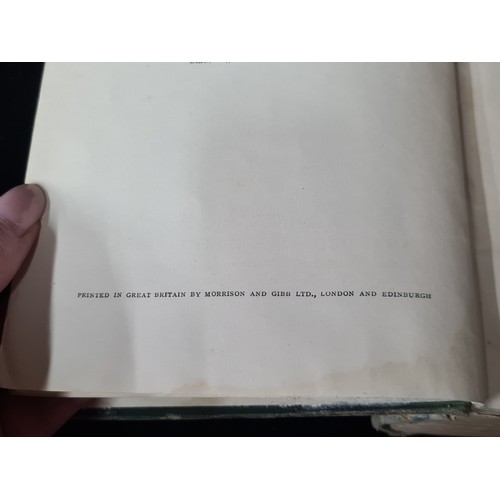 PRINTED IN GREAT BRITAIN BY MORRISON AND GIBB LTD., LONDON AND EDINBURGH